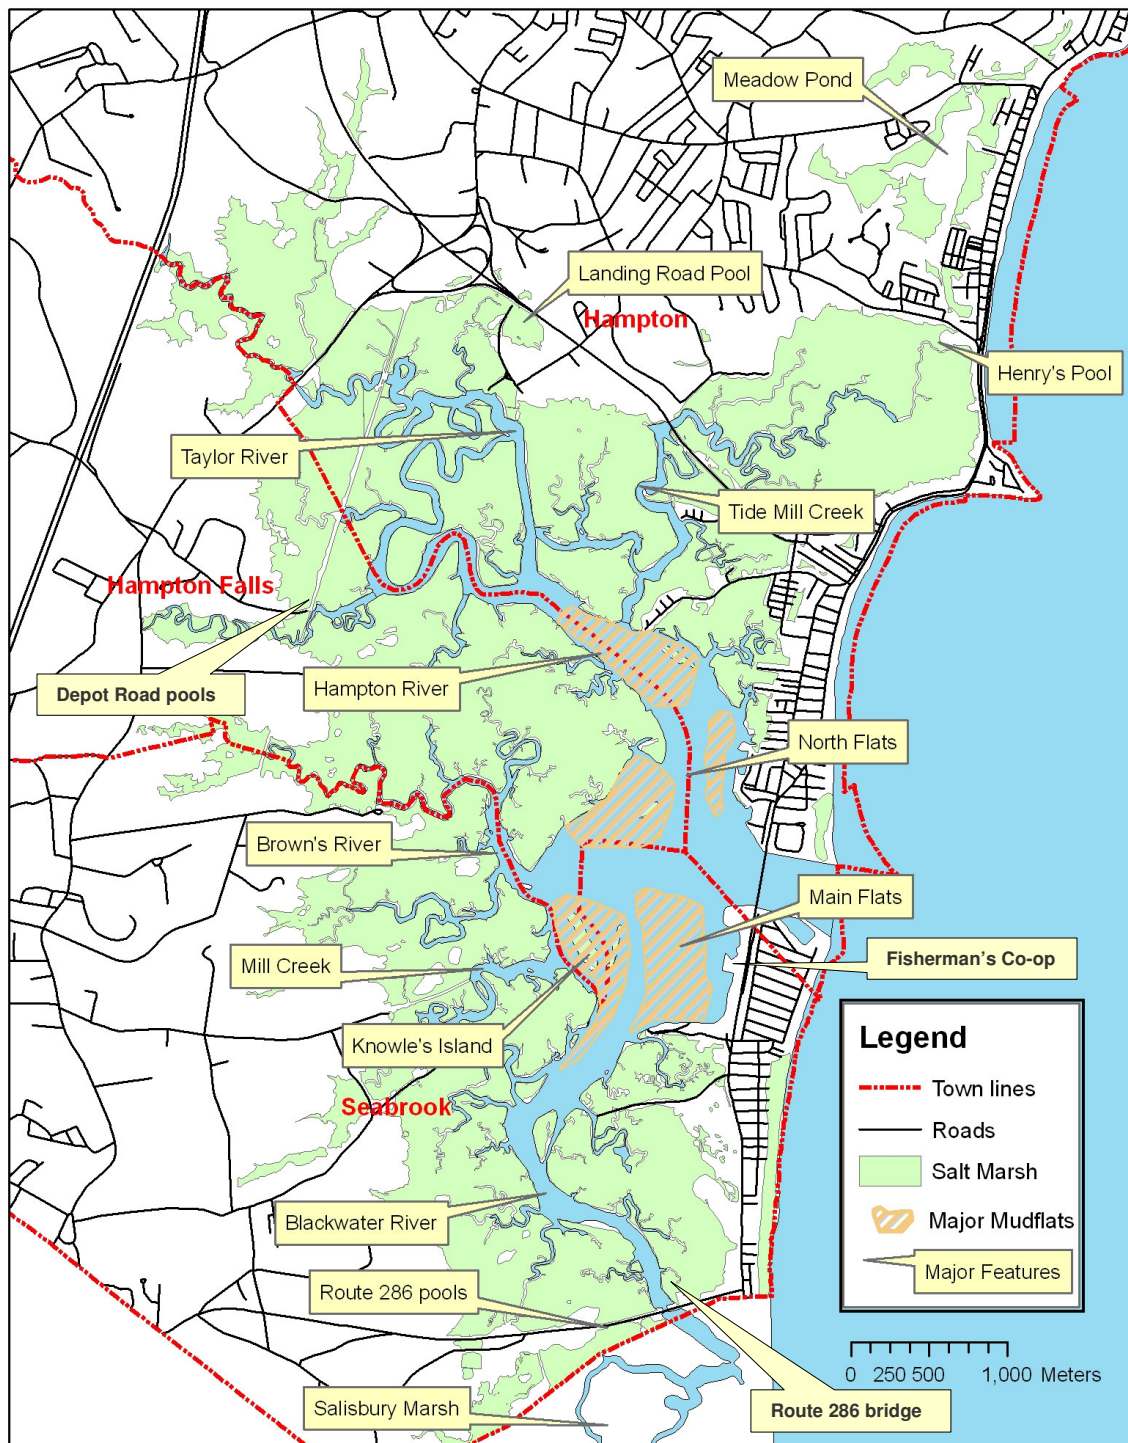 Meadow Pond
Landing Road Pool
Hampton
Henry's Pool
Taylor River
Tide Mill Creek
Hampton Falls
Depot Road pools
Hampton River
North Flats
Brown's River
Main Flats
Mill Creek
Fisherman's Co-op
Knowle's Island
Seabrook
Legend
Town lines
Roads
Salt Marsh
Major Mudflats
Major Features
Blackwater River
Route 286 pools
0 250 500 1,000 Meters
Salisbury Marsh
Route 286 bridge